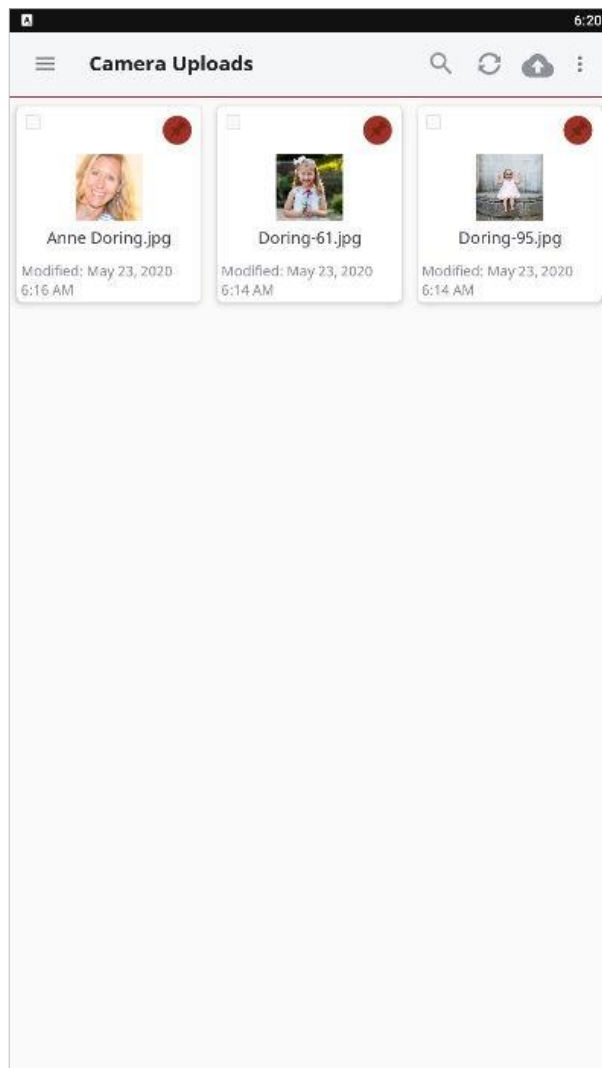 A
6:20
Camera Uploads
Anne Doring.jpg
Modified: May 23, 2020
6:16 AM
Doring-61.jpg
Modified: May 23, 2020
6:14 AM
Doring-95.jpg
Modified: May 23, 2020
6:14 AM